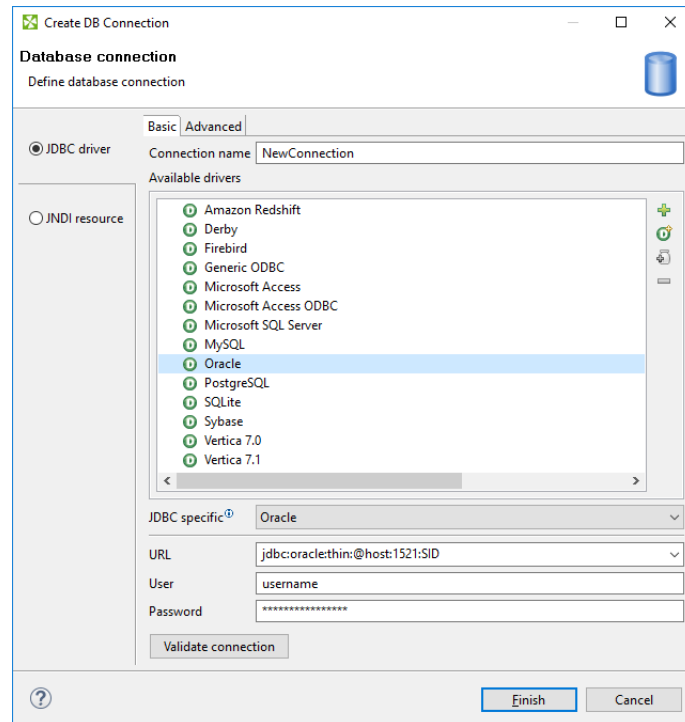 Create DB Connection
Database connection
Define database connection
JDBC driver
JNDI resource
Basic Advanced
Connection name NewConnection
Available drivers
Amazon Redshift
Derby
Firebird
Generic ODBC
Microsoft Access
Microsoft Access ODBC
Microsoft SQL Server
MySQL
Oracle
PostgreSQL
SQLite
Sybase
Vertica 7.0
Vertica 7.1
JDBC specific Oracle
URL jdbc:oracle:thin:@host:1521:SID
User username
Password ****************
Validate connection
Finish Cancel